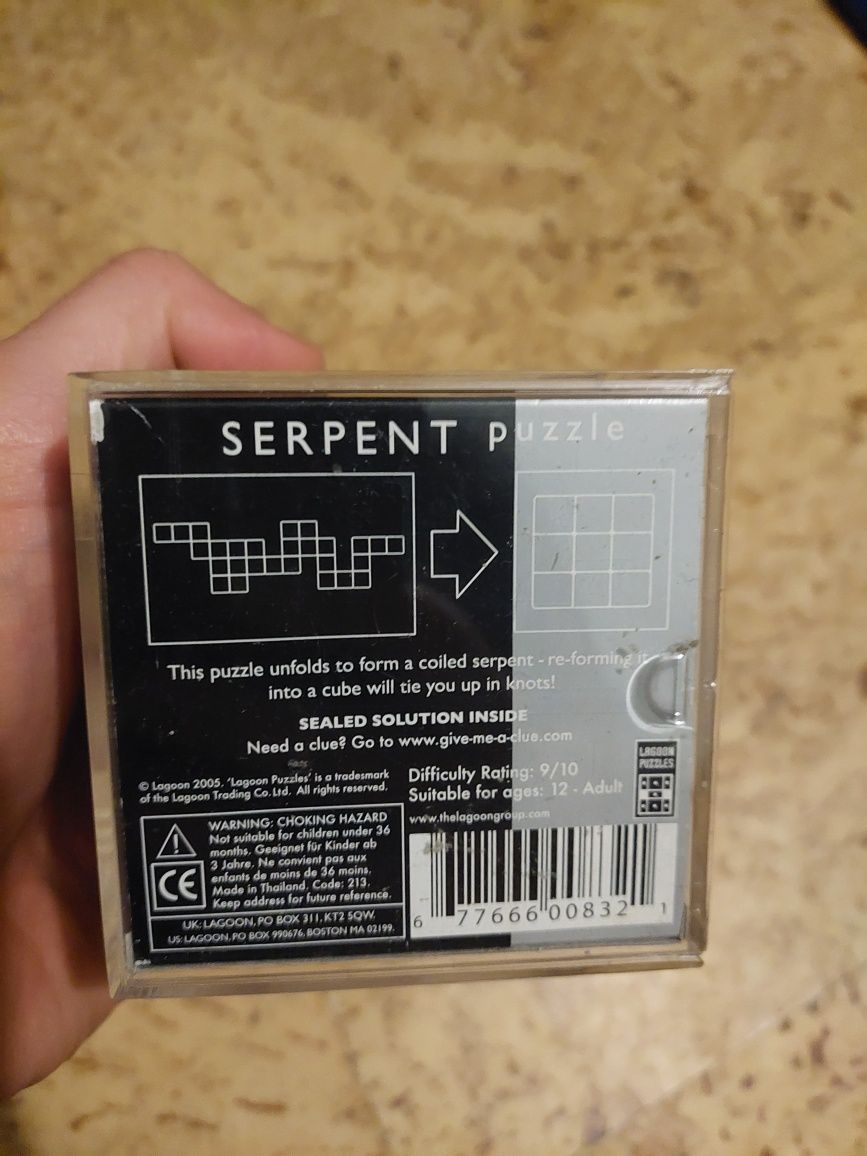 SERPENT puzzle
This puzzle unfolds to form a coiled serpent - re-forming it
into a cube will tie you up in knots!
SEALED SOLUTION INSIDE
Need a clue? Go to www.give-me-a-clue.com
LAGOON
PUZZLES
© Lagoon 2005. 'Lagoon Puzzles' is a trademark
of the Lagoon Trading Co. Ltd. All rights reserved.
Difficulty Rating: 9/10
Suitable for ages: 12 - Adult
www.thelagoongroup.com
WARNING: CHOKING HAZARD
Not suitable for children under 36
months. Geeignet für Kinder ab
3 Jahre. Ne convient pas aux
enfants de moins de 36 moins.
Made in Thailand. Code: 213.
Keep address for future reference.
CE
UK: LAGOON, PO BOX 311, KT2 5QW.
US: LAGOON, PO BOX 990676, BOSTON MA 02199.
6 77666 00832 1